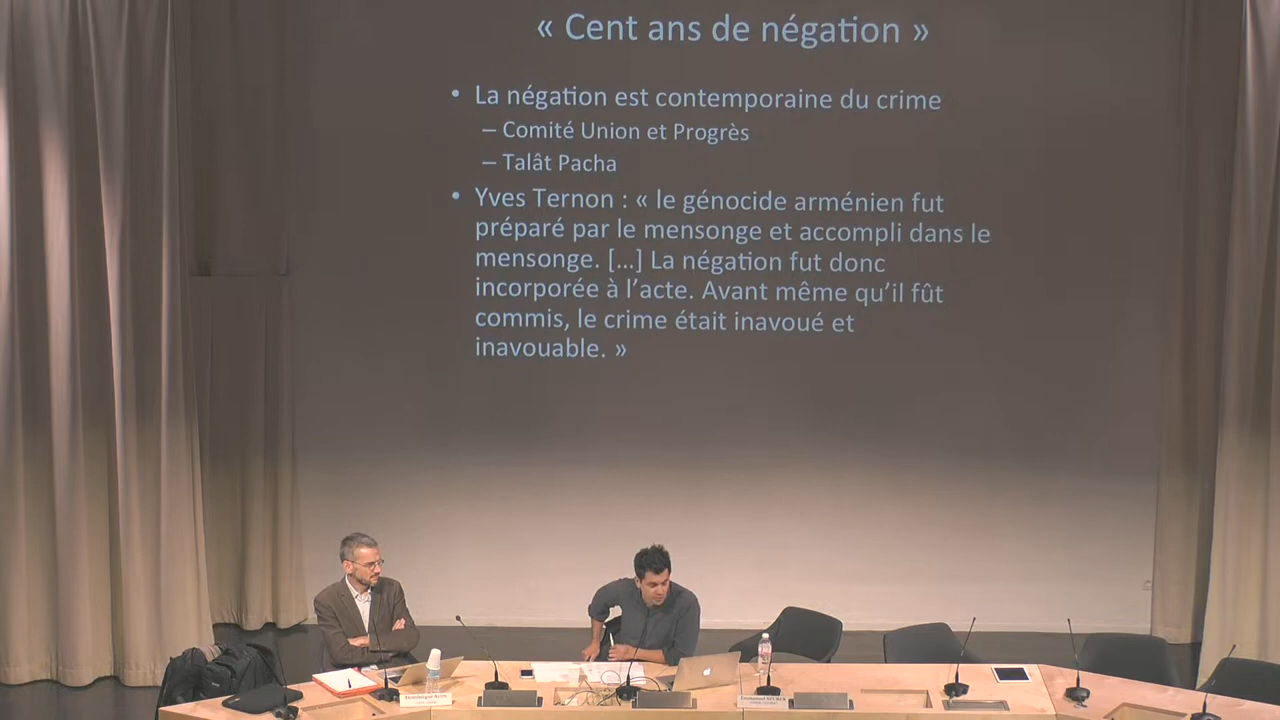 « Cent ans de négation »
• La négation est contemporaine du crime
– Comité Union et Progrès
– Talât Pacha
• Yves Ternon : « le génocide arménien fut
préparé par le mensonge et accompli dans le
mensonge. […] La négation fut donc
incorporée à l’acte. Avant même qu’il fût
commis, le crime était inavoué et
inavouable. »
Dominique
Emmanuel